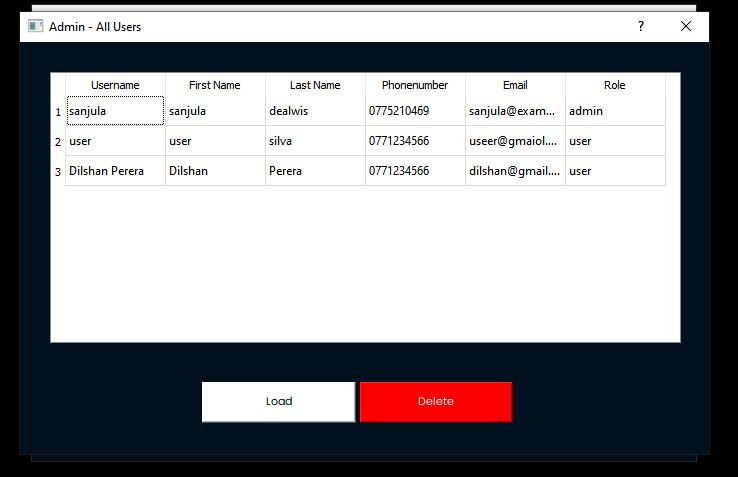 Admin - All Users
?
Username First Name Last Name Phonenumber Email Role
1 sanjula sanjula dealwis 0775210469 sanjula@exam... admin
2 user user silva 0771234566 useer@gmaiol.... user
3 Dilshan Perera Dilshan Perera 0771234566 dilshan@gmail.... user
Load Delete